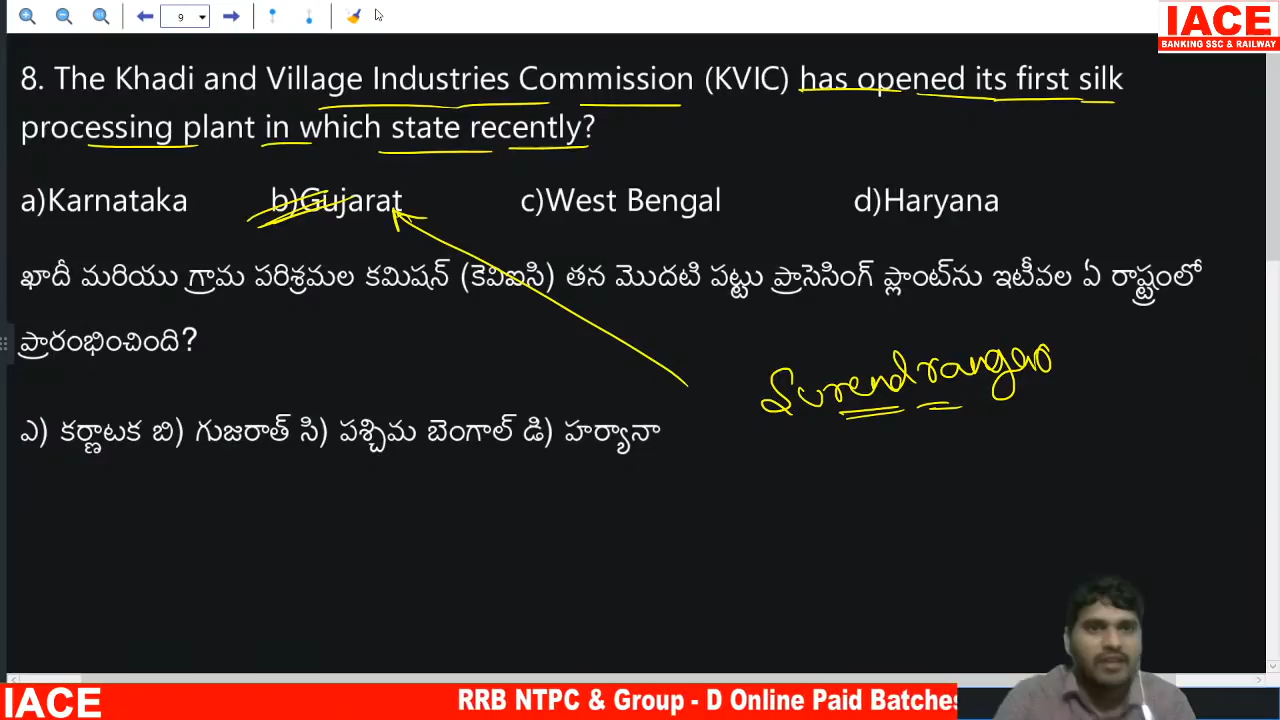 9
IACE
BANKING SSC & RAILWAY
8. The Khadi and Village Industries Commission (KVIC) has opened its first silk
processing plant in which state recently?
a)Karnataka b)Gujarat c)West Bengal d)Haryana
ఖాదీ మరియు గ్రామ పరిశ్రమల కమిషన్ (కెవిఐసి) తన మొదటి పట్టు ప్రాసెసింగ్ ప్లాంట్‌ను ఇటీవల ఏ రాష్ట్రంలో
ప్రారంభించింది?
Surendranger
ఎ) కర్ణాటక బి) గుజరాత్ సి) పశ్చిమ బెంగాల్ డి) హర్యానా
IACE
RRB NTPC & Group - D Online Paid Batches